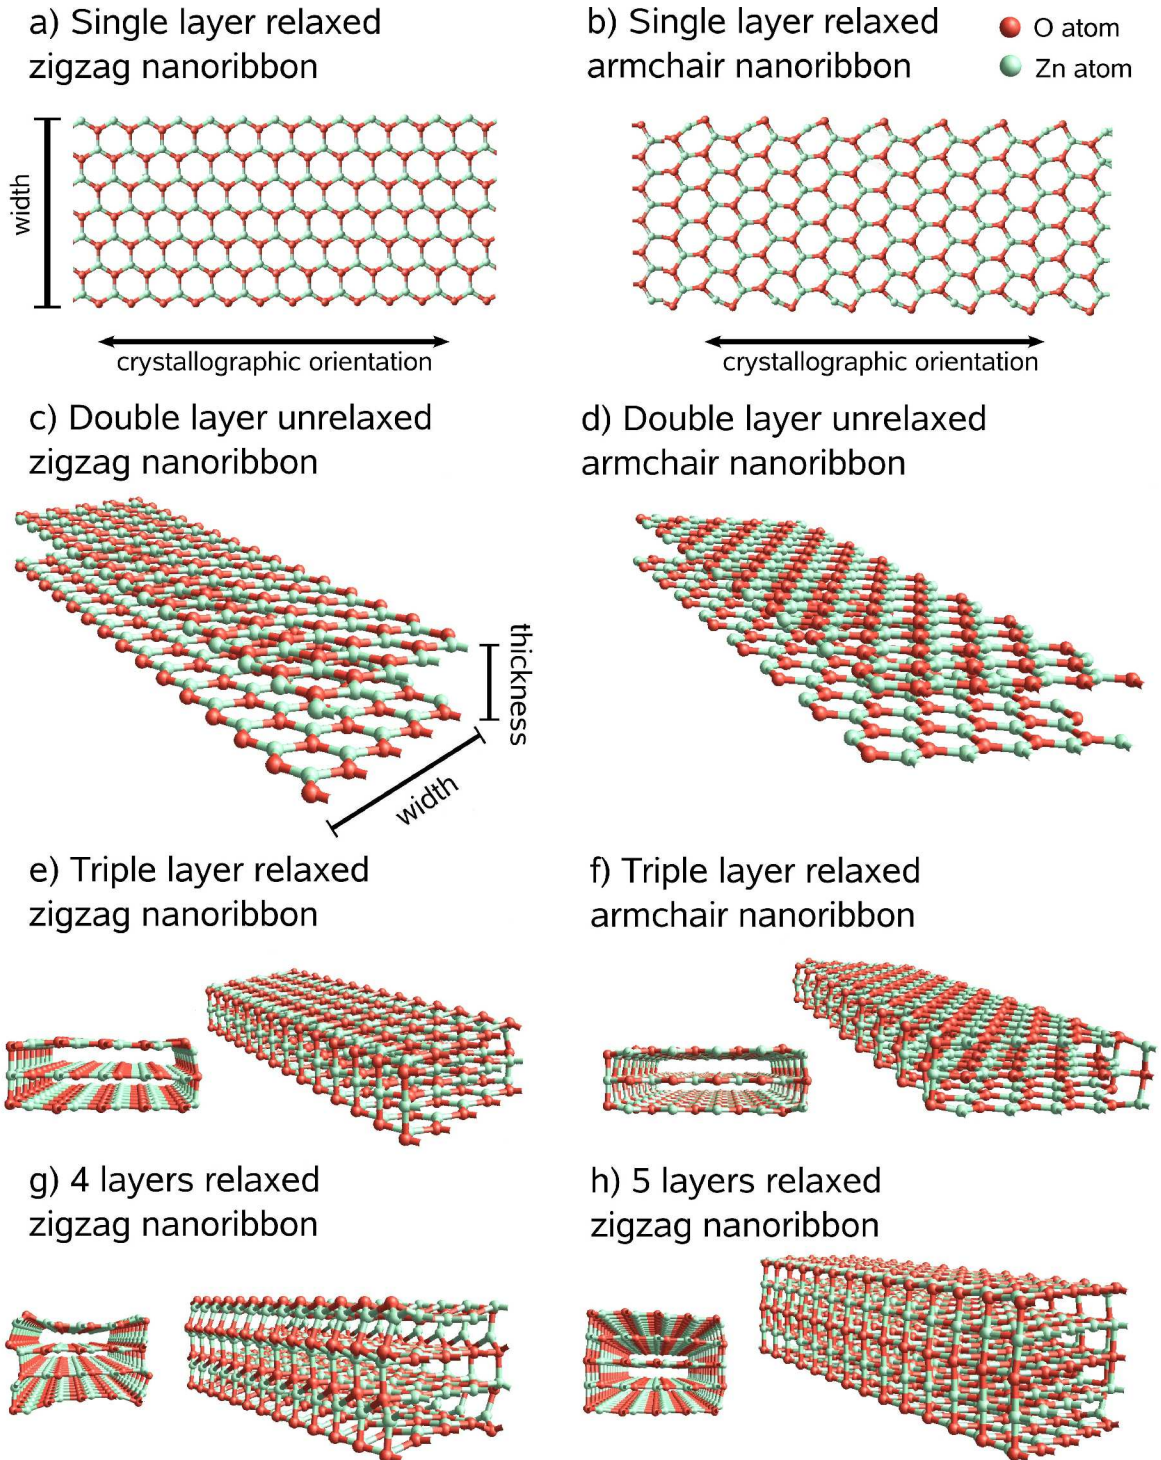 a) Single layer relaxed
zigzag nanoribbon
b) Single layer relaxed
armchair nanoribbon
O atom
Zn atom
width
crystallographic orientation
crystallographic orientation
c) Double layer unrelaxed
zigzag nanoribbon
d) Double layer unrelaxed
armchair nanoribbon
thickness
width
e) Triple layer relaxed
zigzag nanoribbon
f) Triple layer relaxed
armchair nanoribbon
g) 4 layers relaxed
zigzag nanoribbon
h) 5 layers relaxed
zigzag nanoribbon